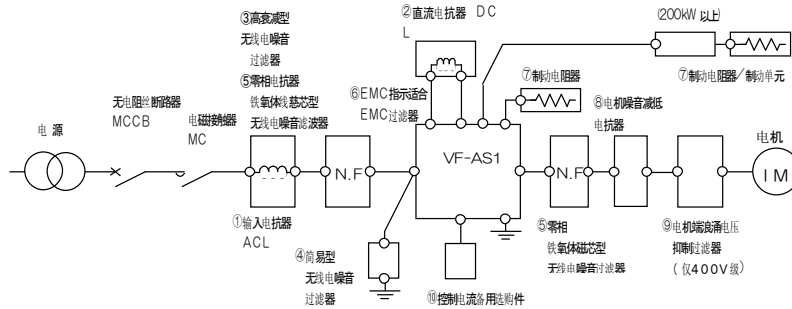 ③高衰减型
无线电噪音
过滤器
⑤零相电抗器
铁氧体线慈芯型
无线电噪音滤波器
②直流电抗器 DC
L
(200kW 以上)
⑦制动电阻器/制动单元
⑦制动电阻器
⑥EMC指示适合
EMC过滤器
⑧电机噪音减低
电抗器
无电阻丝断路器
MCCB
电磁接触器
MC
电 源
N.F
VF-AS1
N.F
电机
IM
①输入电抗器
ACL
④简易型
无线电噪音
过滤器
⑩控制电流备用选购件
⑤零相
铁氧体磁芯型
无线电噪音过滤器
⑨电机端浪涌电压
抑制过滤器
(仅400V级)